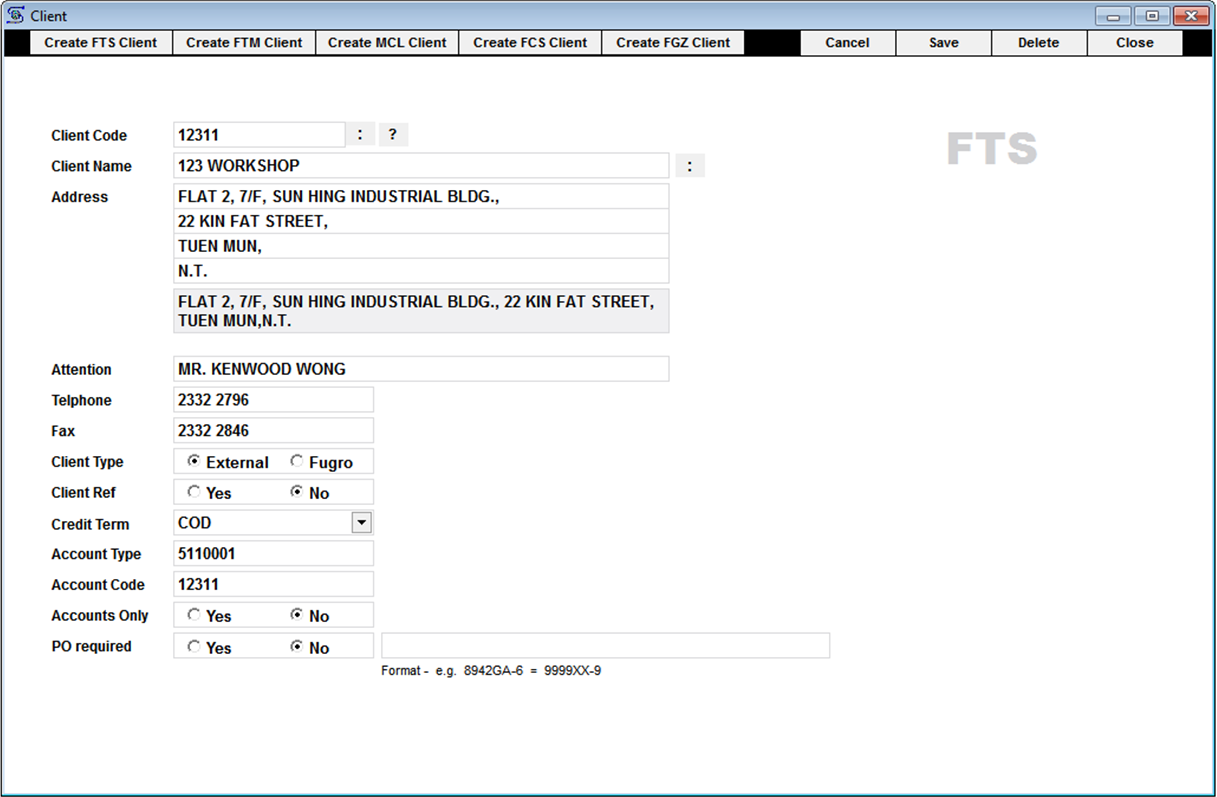 Client
Create FTS Client Create FTM Client Create MCL Client Create FCS Client Create FGZ Client Cancel Save Delete Close
FTS
Client Code 12311 : ?
Client Name 123 WORKSHOP :
Address FLAT 2, 7/F, SUN HING INDUSTRIAL BLDG.,
22 KIN FAT STREET,
TUEN MUN,
N.T.
FLAT 2, 7/F, SUN HING INDUSTRIAL BLDG., 22 KIN FAT STREET,
TUEN MUN,N.T.
Attention MR. KENWOOD WONG
Telphone 2332 2796
Fax 2332 2846
Client Type External Fugro
Client Ref Yes No
Credit Term COD
Account Type 5110001
Account Code 12311
Accounts Only Yes No
PO required Yes No
Format - e.g. 8942GA-6 = 9999XX-9